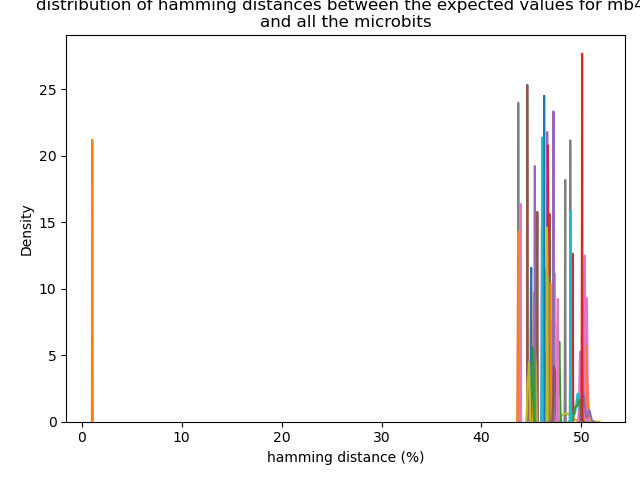 distribution of hamming distances between the expected values for mb4
and all the microbits
Density
25
20
15
10
5
0
0 10 20 30 40 50
hamming distance (%)